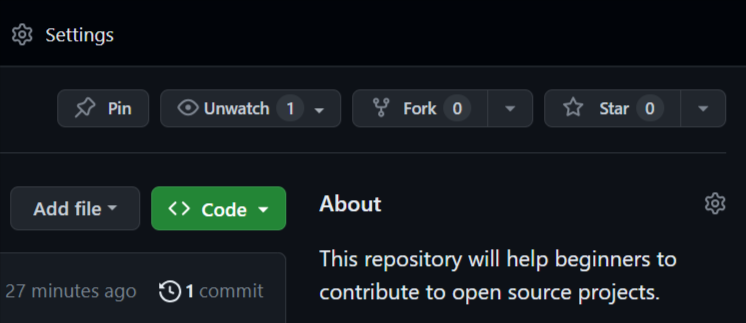 Settings
Pin Unwatch 1 Fork 0 Star 0
Add file Code About
This repository will help beginners to
27 minutes ago 1 commit
contribute to open source projects.